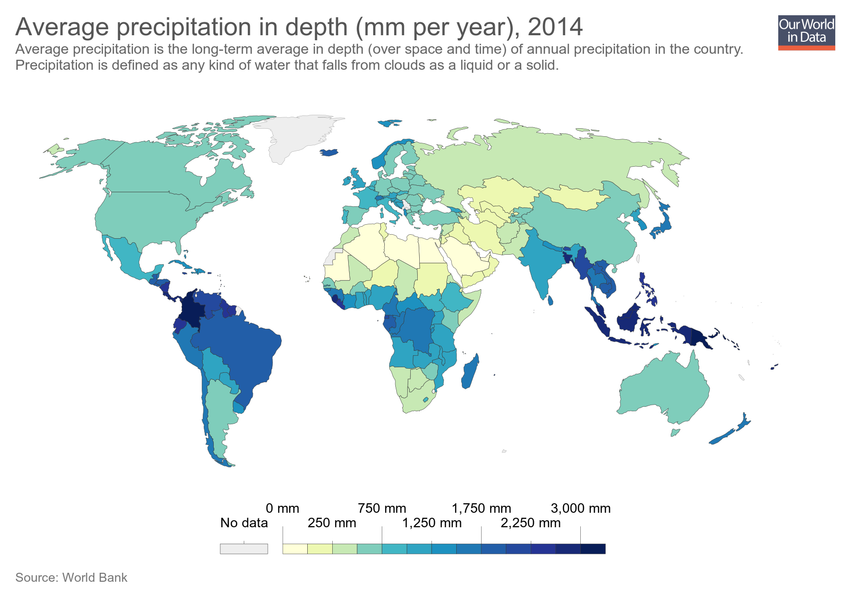 Average precipitation in depth (mm per year), 2014
Our World
in Data
Average precipitation is the long-term average in depth (over space and time) of annual precipitation in the country.
Precipitation is defined as any kind of water that falls from clouds as a liquid or a solid.
0 mm 750 mm 1,750 mm 3,000 mm
No data 250 mm 1,250 mm 2,250 mm
Source: World Bank